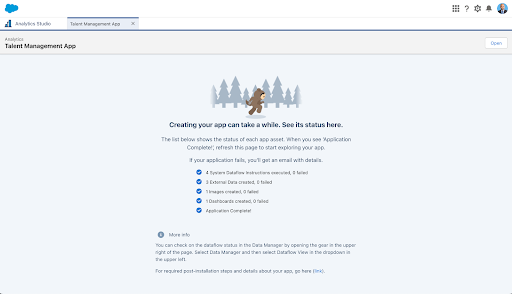 Analytics Studio
Talent Management App
Analytics
Talent Management App
Open
Creating your app can take a while. See its status here.
The list below shows the status of each app asset. When you see 'Application
Complete!', refresh this page to start exploring your app.
If your application fails, you'll get an email with details.
4 System Dataflow Instructions executed, 0 failed
3 External Data created, 0 failed
1 Images created, 0 failed
1 Dashboards created, 0 failed
Application Complete!
More info
You can check on the dataflow status in the Data Manager by opening the gear in the upper
right of the page. Select Data Manager and then select Dataflow View in the dropdown in
the upper left.
For required post-installation steps and details about your app, go here (link).